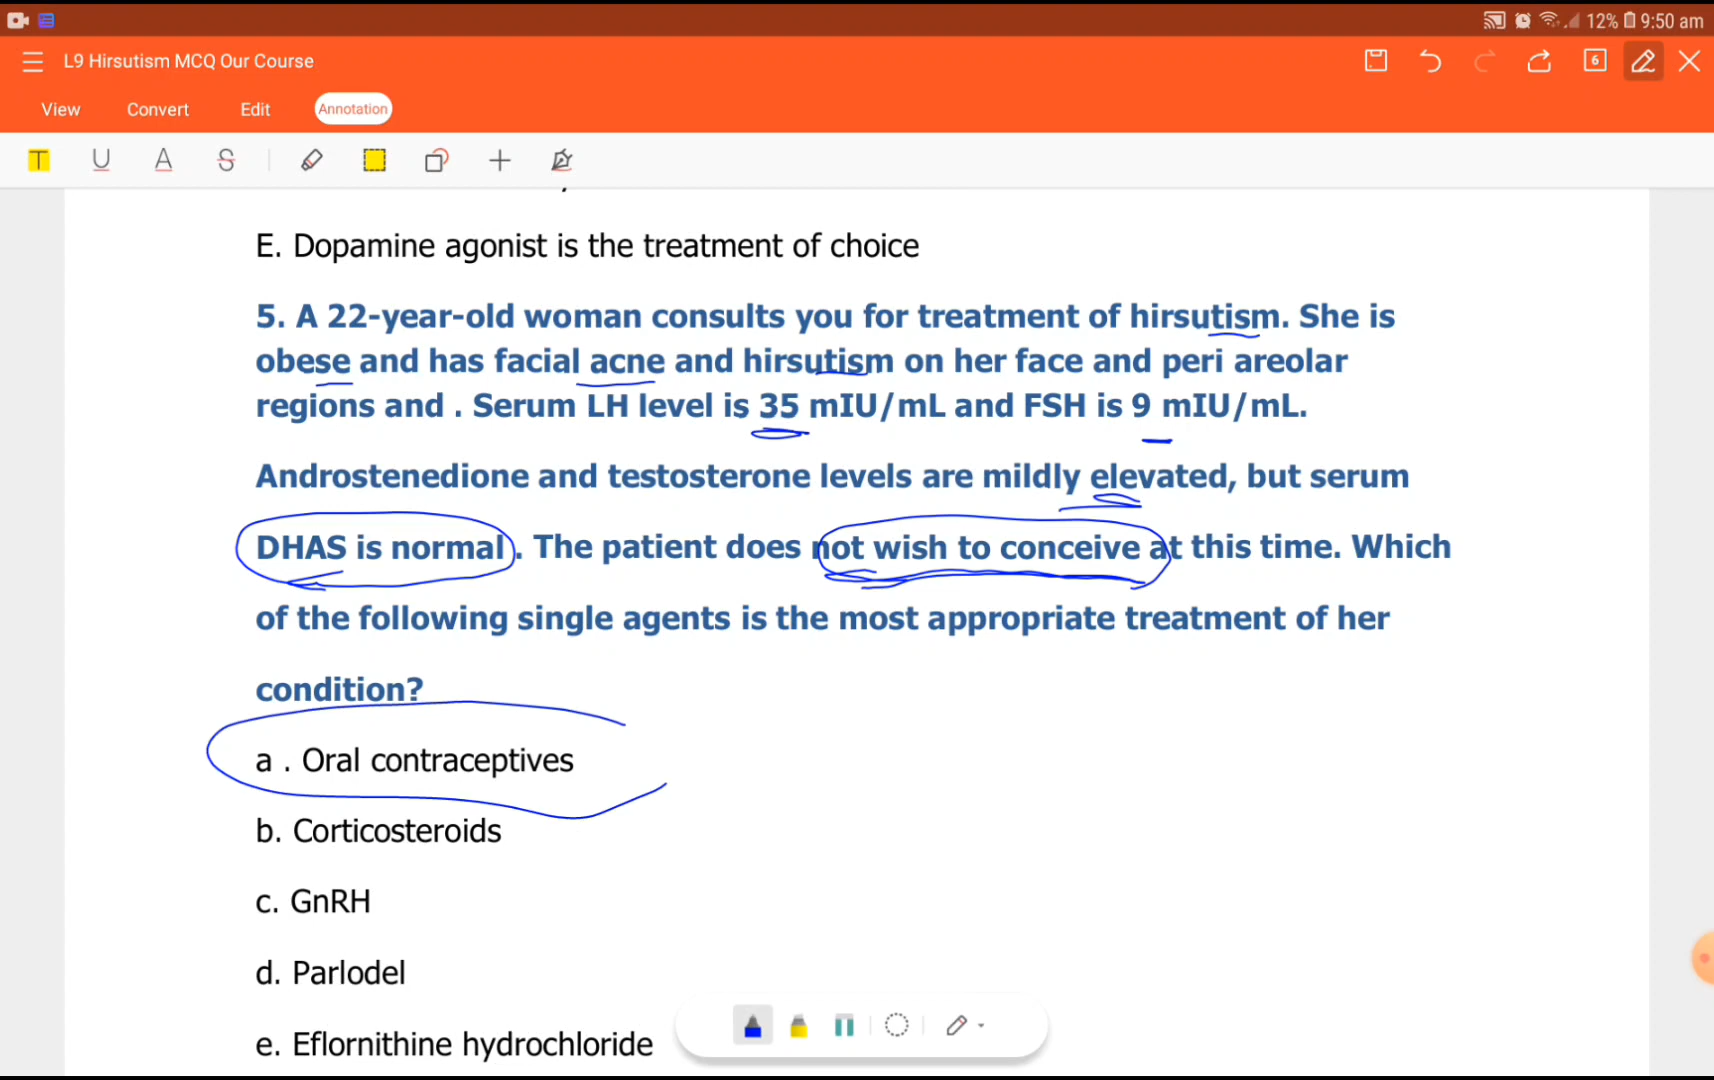 12% 9:50 am
L9 Hirsutism MCQ Our Course
6
View Convert Edit Annotation
T U A S
E. Dopamine agonist is the treatment of choice
5. A 22-year-old woman consults you for treatment of hirsutism. She is
obese and has facial acne and hirsutism on her face and peri areolar
regions and . Serum LH level is 35 mIU/mL and FSH is 9 mIU/mL.
Androstenedione and testosterone levels are mildly elevated, but serum
DHAS is normal . The patient does not wish to conceive at this time. Which
of the following single agents is the most appropriate treatment of her
condition?
a . Oral contraceptives
b. Corticosteroids
c. GnRH
d. Parlodel
e. Eflornithine hydrochloride